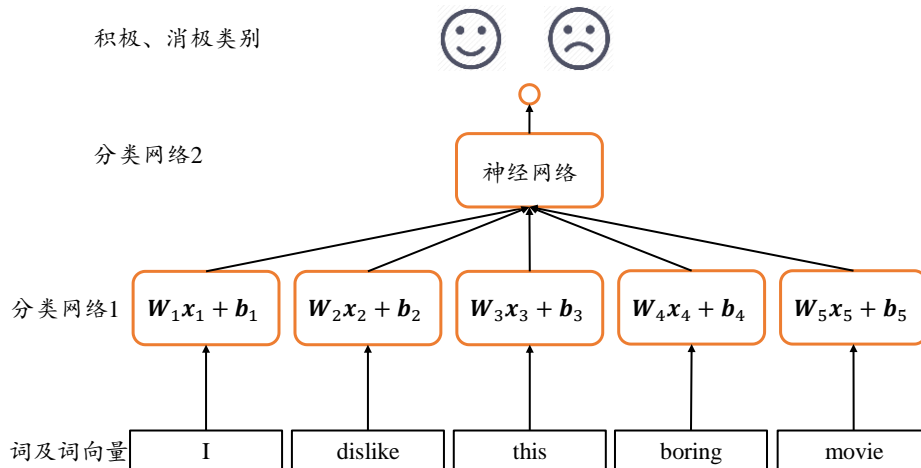 积极、消极类别
分类网络2
神经网络
分类网络1
W₁x₁ + b₁
W₂x₂ + b₂
W₃x₃ + b₃
W₄x₄ + b₄
W₅x₅ + b₅
词及词向量
I
dislike
this
boring
movie